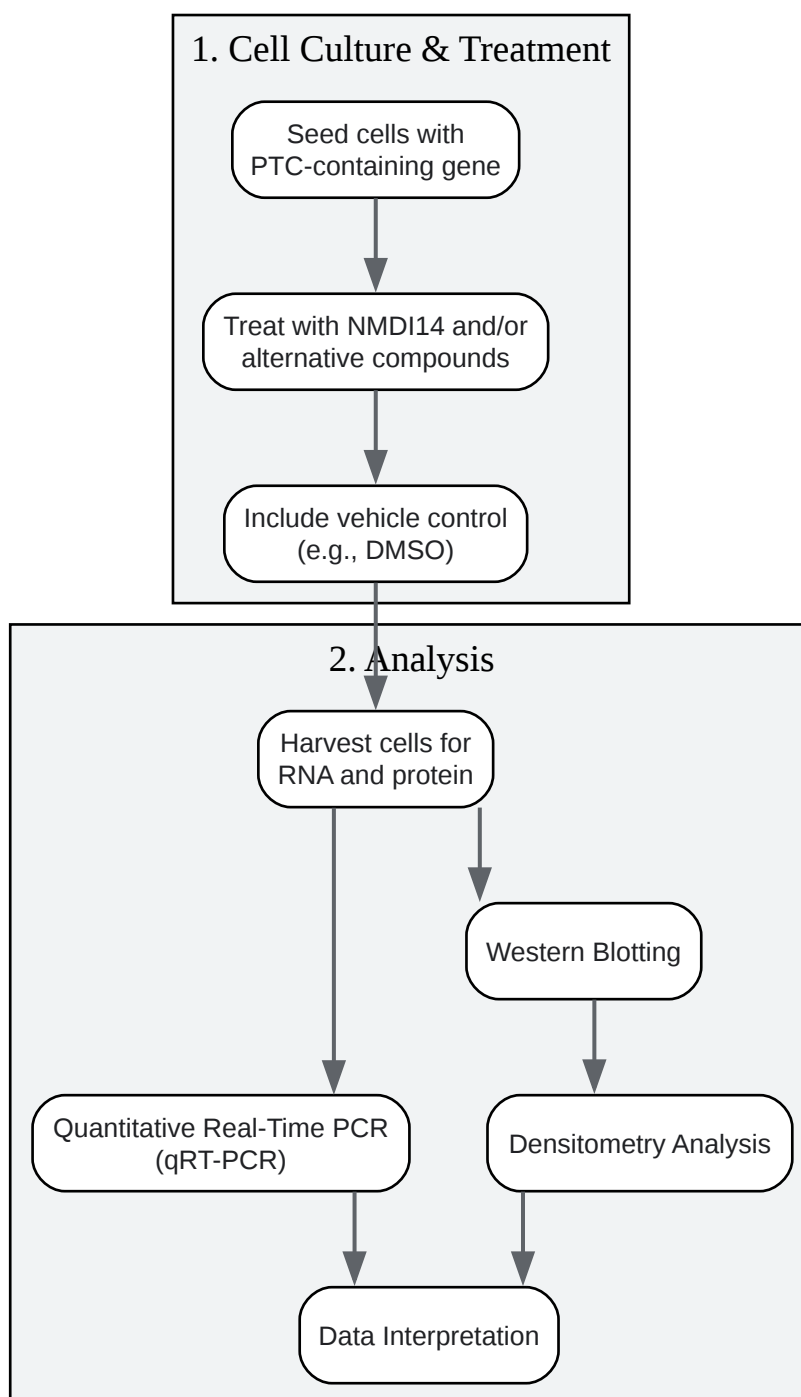 1. Cell Culture & Treatment
Seed cells with
PTC-containing gene
Treat with NMDI14 and/or
alternative compounds
Include vehicle control
(e.g., DMSO)
2. Analysis
Harvest cells for
RNA and protein
Western Blotting
Quantitative Real-Time PCR
(qRT-PCR)
Densitometry Analysis
Data Interpretation